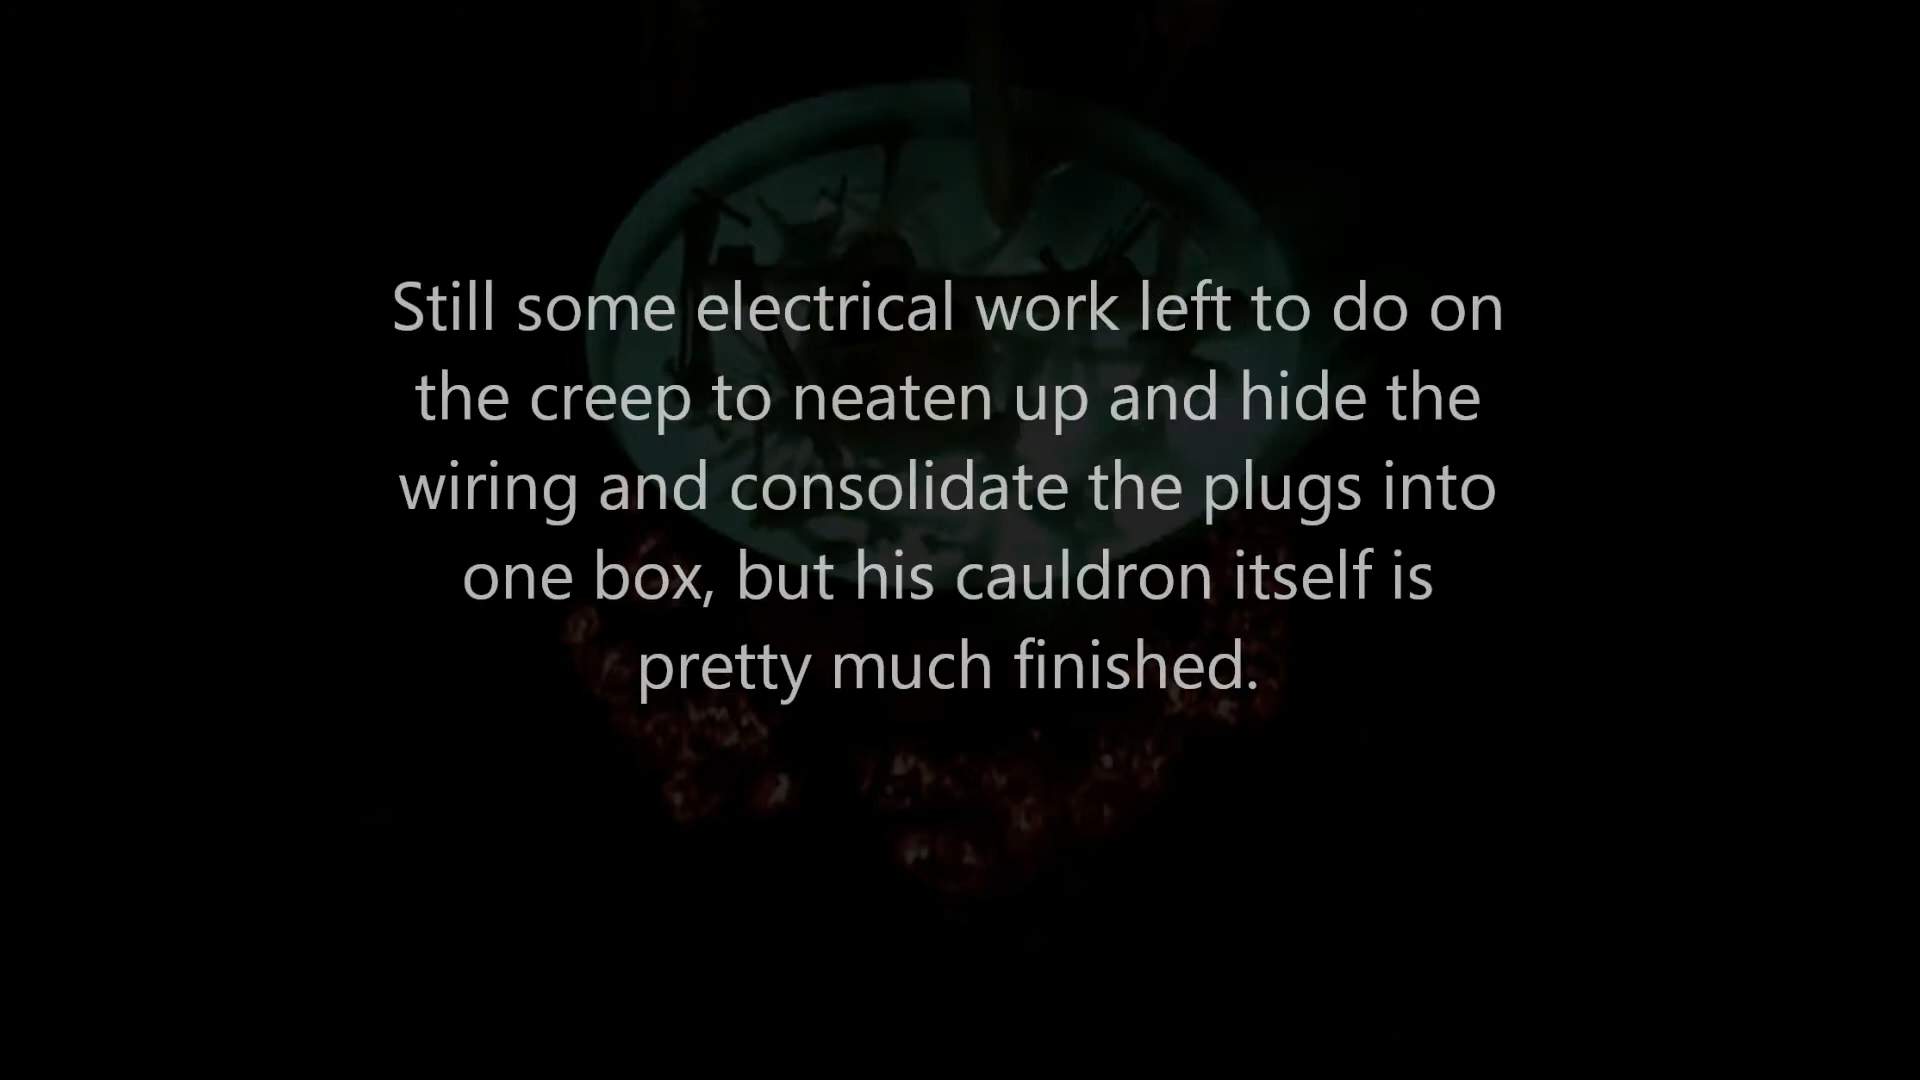 Still some electrical work left to do on
the creep to neaten up and hide the
wiring and consolidate the plugs into
one box, but his cauldron itself is
pretty much finished.